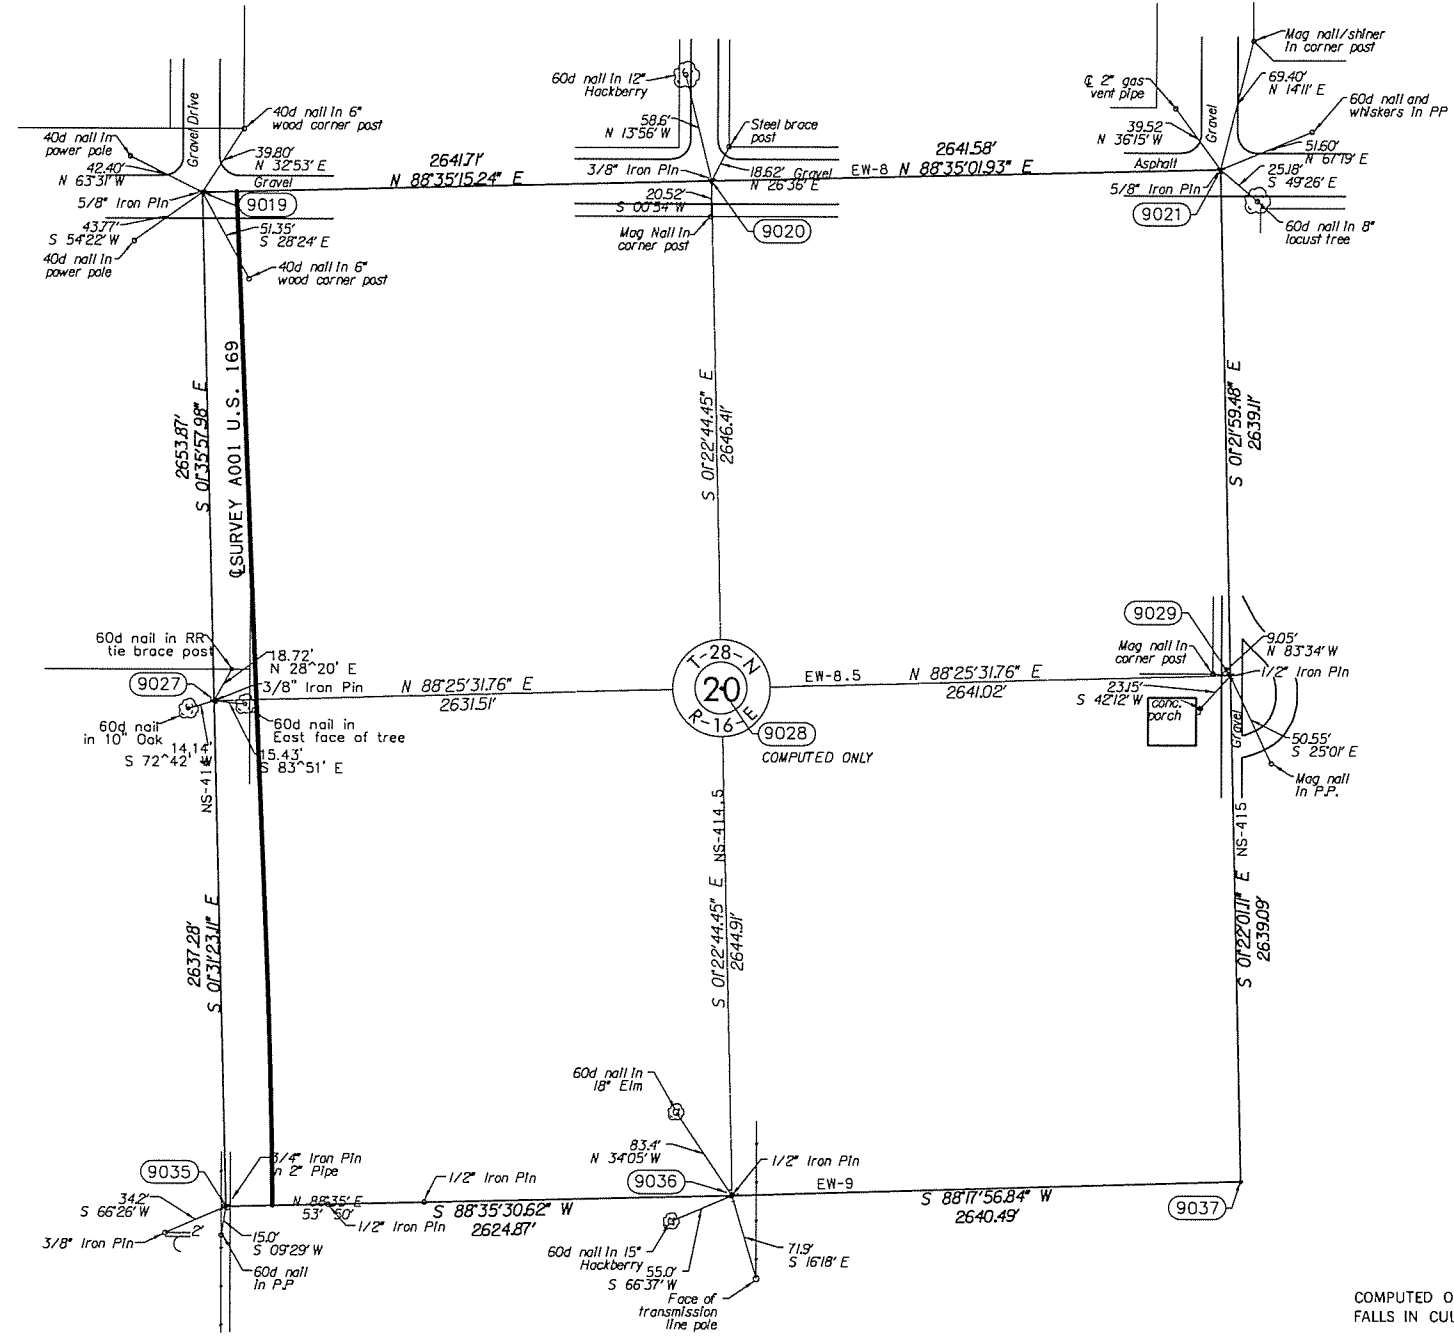 40d nail in 6"
wood corner post
40d nail in
power pole
42.40'
N 63°31' W
Gravel Drive
39.80'
N 32°53' E
Gravel
5/8" Iron Pin
9019
43.77'
S 54°22' W
40d nail in
power pole
51.35'
S 28°24' E
40d nail in 6"
wood corner post
2641.71'
N 88°35'15.24" E
60d nail in 12"
Hackberry
58.6'
N 13°56' W
Steel brace
post
3/8" Iron Pin
18.62' Gravel
N 26°36' E
20.52'
S 00°54' W
Mag Nail in
corner post
9020
2641.58'
EW-8 N 88°35'01.93" E
Mag nail/shiner
in corner post
69.40'
N 14°11' E
℄ 2" gas
vent pipe
39.52
N 36°15' W
Gravel
60d nail and
whiskers in PP
51.60'
N 67°19' E
Asphalt
25.18'
S 49°26' E
5/8" Iron Pin
9021
60d nail in 8"
locust tree
2653.87'
S 01°35'57.98" E
℄SURVEY A001 U.S. 169
S 01°22'44.45" E
2646.41'
S 01°21'59.48" E
2639.11'
60d nail in RR
tie brace post
18.72'
N 28^20' E
9027
3/8" Iron Pin
60d nail
in 10" Oak
14.14'
S 72^42' W
60d nail in
East face of tree
15.43'
S 83^51' E
NS-414
N 88°25'31.76" E
2631.51'
T-28-N
20
R-16-E
9028
COMPUTED ONLY
EW-8.5
N 88°25'31.76" E
2641.02'
9029
Mag nail in
corner post
9.05'
N 83°34' W
1/2" Iron Pin
23.15'
S 42°12' W
conc.
porch
Gravel
50.55'
S 25°01' E
Mag nail
in P.P.
2637.28'
S 01°31'23.11" E
NS-414.5
S 01°22'44.45" E
2644.91'
NS-415
S 01°22'01.11" E
2639.09'
9035
3/4" Iron Pin
in 2" Pipe
34.2'
S 66°26' W
3/8" Iron Pin
2'
15.0'
S 09°29' W
60d nail
in P.P
N 88°35' E
53' 50'
1/2" Iron Pin
1/2" Iron Pin
S 88°35'30.62" W
2624.87'
60d nail in
18" Elm
83.4'
N 34°05' W
9036
1/2" Iron Pin
60d nail in 15"
Hackberry
55.0'
S 66°37' W
71.9'
S 16°18' E
Face of
transmission
line pole
EW-9
S 88°17'56.84" W
2640.49'
9037
COMPUTED O
FALLS IN CUL